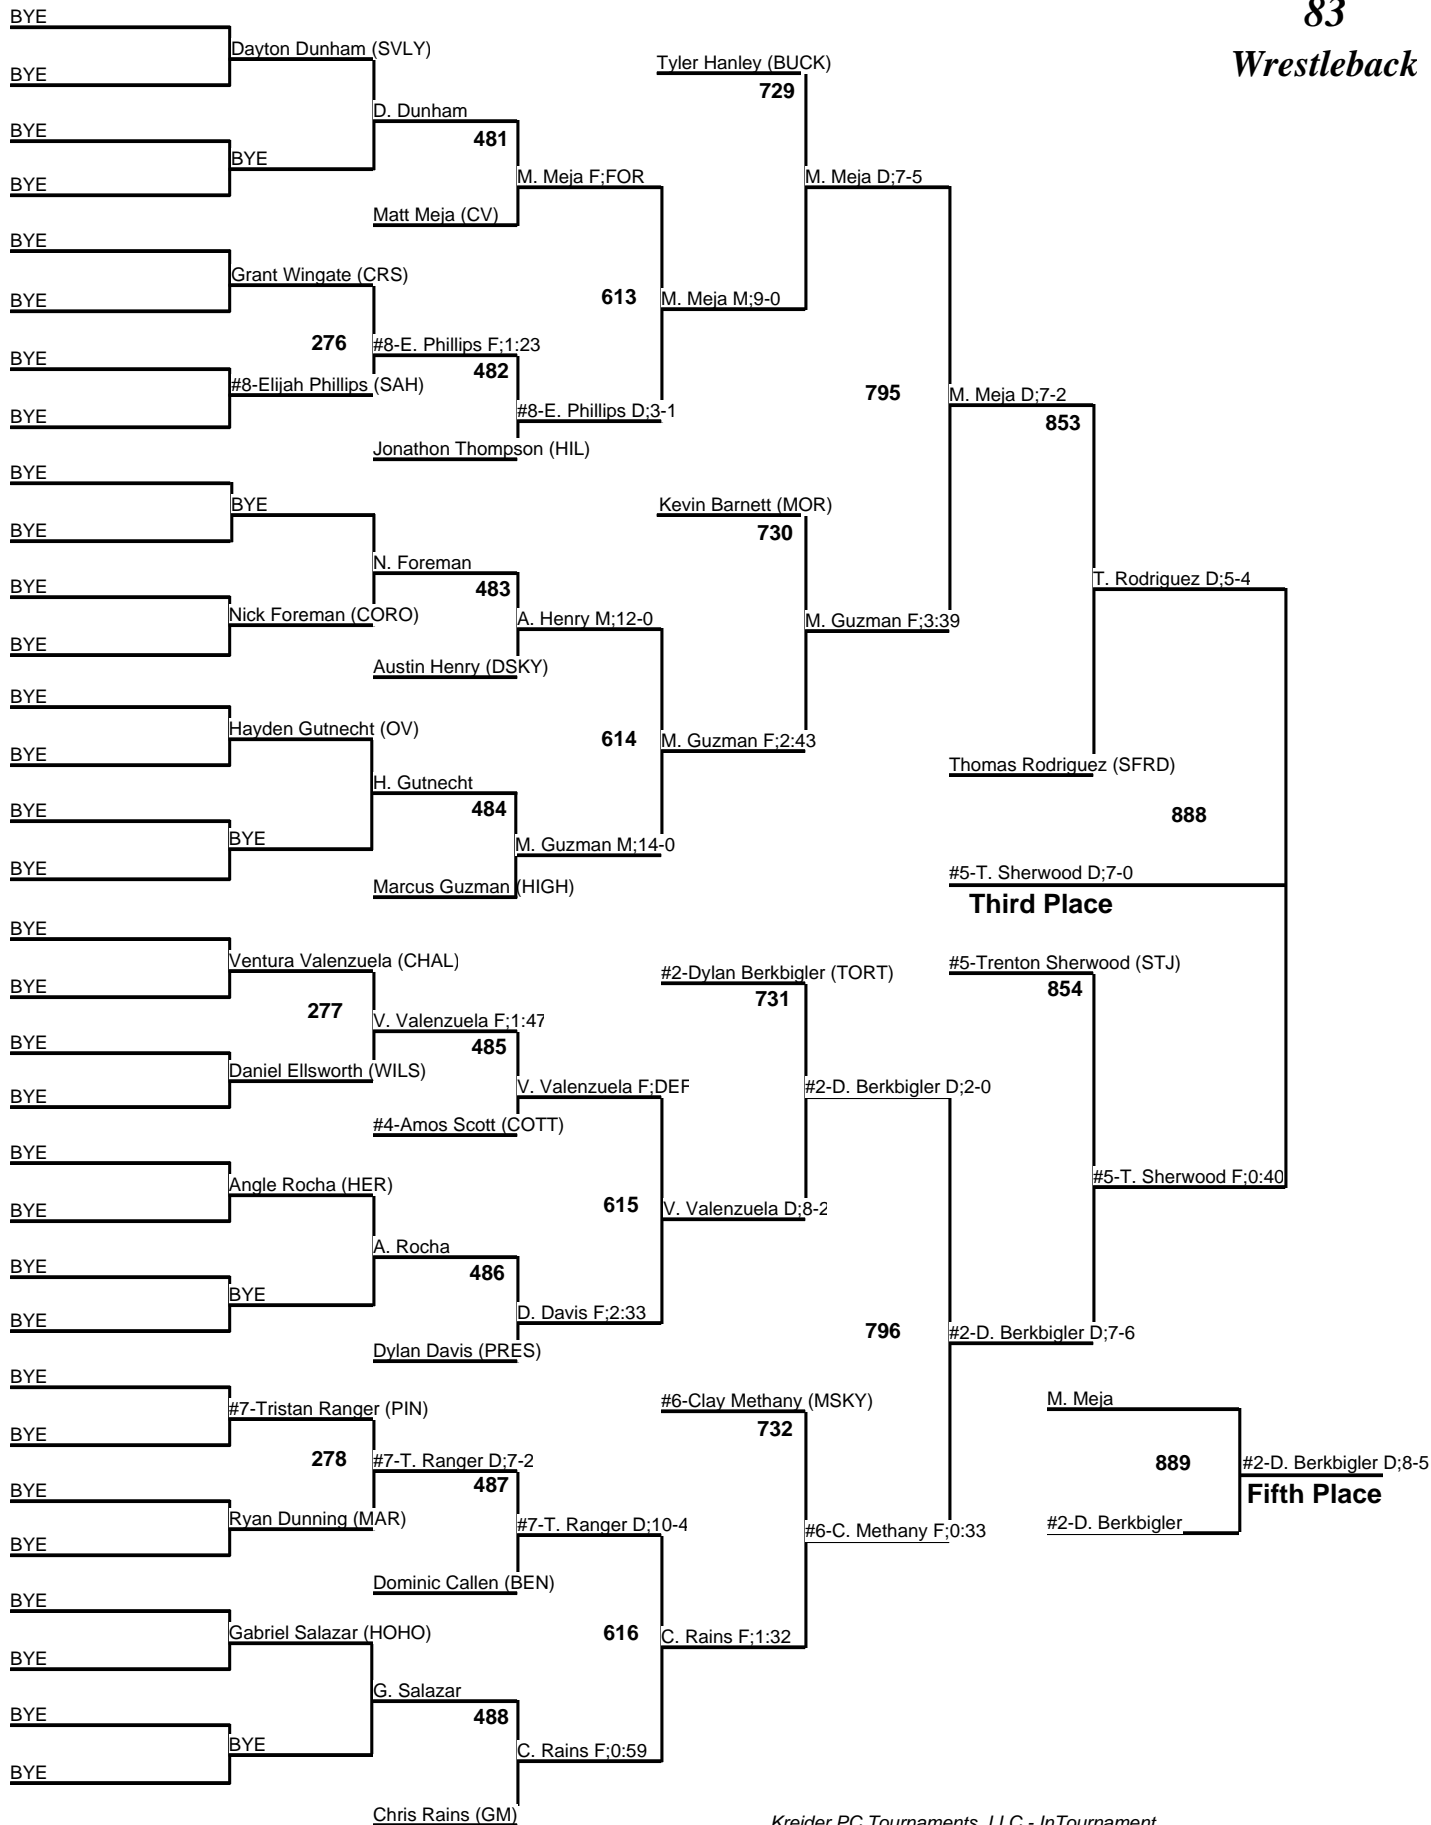 BYE
83
Dayton Dunham (SVLY)
Tyler Hanley (BUCK)
Wrestleback
BYE
729
D. Dunham
BYE
481
BYE
M. Meja F;FOR
M. Meja D;7-5
BYE
Matt Meja (CV)
BYE
Grant Wingate (CRS)
BYE
613
M. Meja M;9-0
276
#8-E. Phillips F;1:23
BYE
482
#8-Elijah Phillips (SAH)
795
M. Meja D;7-2
BYE
#8-E. Phillips D;3-1
853
Jonathon Thompson (HIL)
BYE
BYE
Kevin Barnett (MOR)
BYE
730
N. Foreman
T. Rodriguez D;5-4
BYE
483
Nick Foreman (CORO)
A. Henry M;12-0
M. Guzman F;3:39
BYE
Austin Henry (DSKY)
BYE
Hayden Gutnecht (OV)
614
M. Guzman F;2:43
BYE
Thomas Rodriguez (SFRD)
H. Gutnecht
BYE
484
888
BYE
M. Guzman M;14-0
BYE
#5-T. Sherwood D;7-0
Marcus Guzman (HIGH)
Third Place
BYE
Ventura Valenzuela (CHAL)
#5-Trenton Sherwood (STJ)
#2-Dylan Berkbigler (TORT)
BYE
854
731
277
V. Valenzuela F;1:47
BYE
485
Daniel Ellsworth (WILS)
V. Valenzuela F;DEF
#2-D. Berkbigler D;2-0
BYE
#4-Amos Scott (COTT)
BYE
#5-T. Sherwood F;0:40
Angle Rocha (HER)
615
V. Valenzuela D;8-2
BYE
A. Rocha
BYE
486
BYE
D. Davis F;2:33
BYE
796
#2-D. Berkbigler D;7-6
Dylan Davis (PRES)
BYE
#6-Clay Methany (MSKY)
M. Meja
#7-Tristan Ranger (PIN)
BYE
732
278
#7-T. Ranger D;7-2
889
#2-D. Berkbigler D;8-5
BYE
487
Fifth Place
Ryan Dunning (MAR)
#7-T. Ranger D;10-4
#6-C. Methany F;0:33
#2-D. Berkbigler
BYE
Dominic Callen (BEN)
BYE
Gabriel Salazar (HOHO)
616
C. Rains F;1:32
BYE
G. Salazar
BYE
488
BYE
C. Rains F;0:59
BYE
Chris Rains (GM)
Kreider PC Tournaments, LLC - InTournament